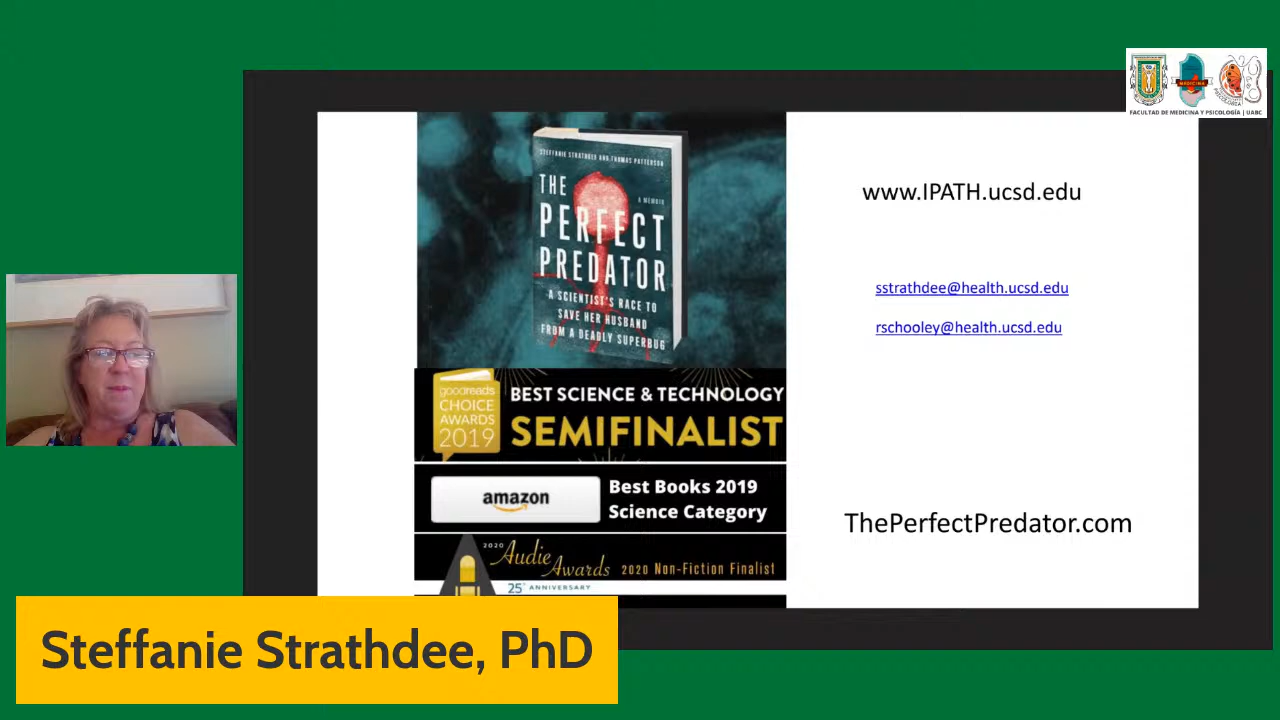 FACULTAD DE MEDICINA Y PSICOLOGÍA | UABC
STEFFANIE STRATHDEE AND THOMAS PATTERSON
THE
A MEMOIR
PERFECT
PREDATOR
A SCIENTIST'S RACE TO
SAVE HER HUSBAND
FROM A DEADLY SUPERBUG
goodreads
CHOICE
AWARDS
2019
BEST SCIENCE & TECHNOLOGY
SEMIFINALIST
amazon
Best Books 2019
Science Category
2020
Audie
Awards
2020 Non-Fiction Finalist
25th ANNIVERSARY
www.IPATH.ucsd.edu
sstrathdee@health.ucsd.edu
rschooley@health.ucsd.edu
ThePerfectPredator.com
Steffanie Strathdee, PhD